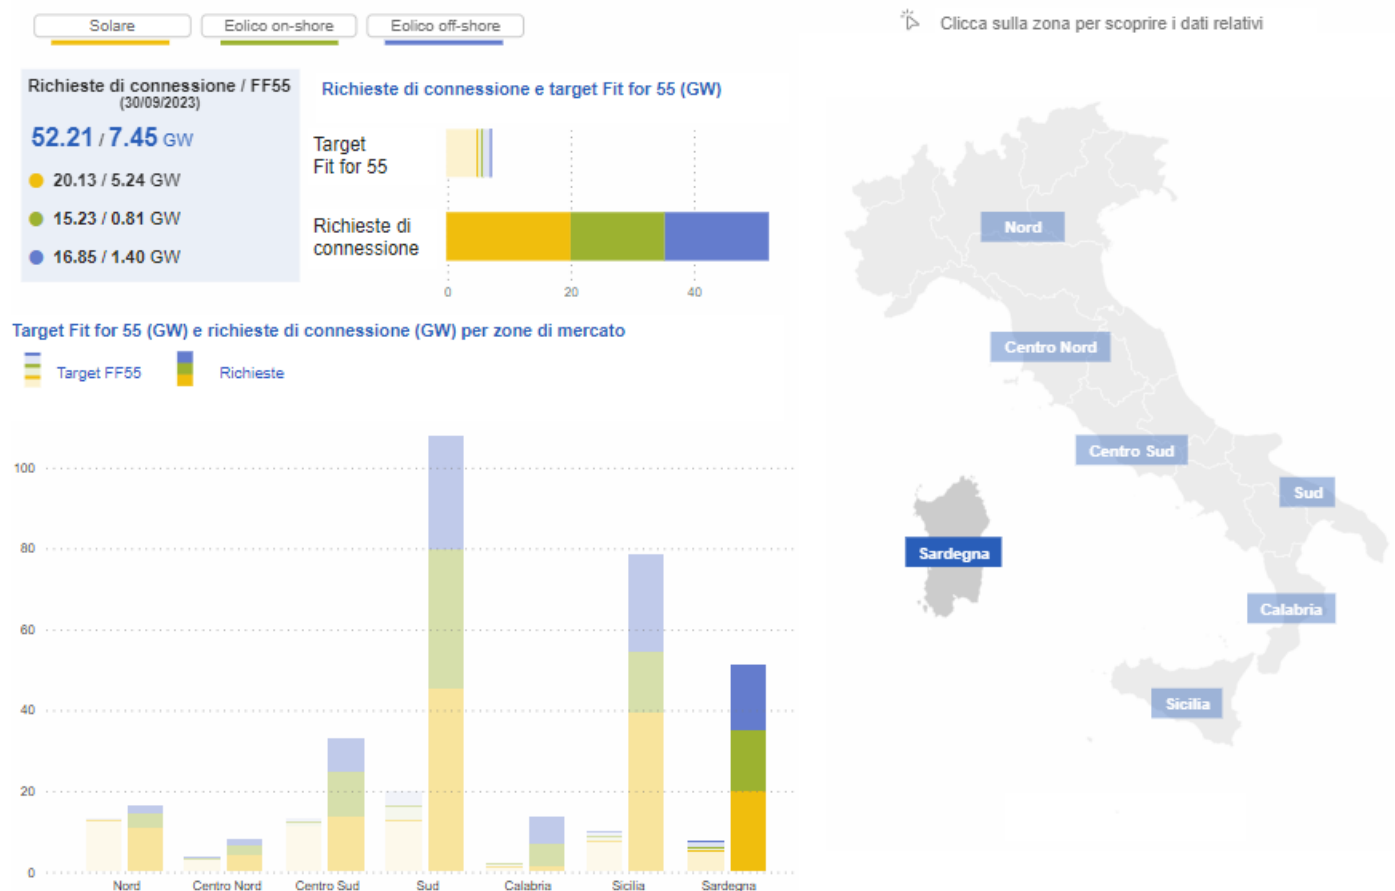 Solare
Eolico on-shore
Eolico off-shore
Clicca sulla zona per scoprire i dati relativi
Richieste di connessione / FF55
(30/09/2023)
52.21 / 7.45 GW
20.13 / 5.24 GW
15.23 / 0.81 GW
16.85 / 1.40 GW
Richieste di connessione e target Fit for 55 (GW)
Target
Fit for 55
Richieste di
connessione
0
20
40
Target Fit for 55 (GW) e richieste di connessione (GW) per zone di mercato
Target FF55
Richieste
100
80
60
40
20
0
Nord
Centro Nord
Centro Sud
Sud
Calabria
Sicilia
Sardegna
Nord
Centro Nord
Centro Sud
Sud
Sardegna
Calabria
Sicilia